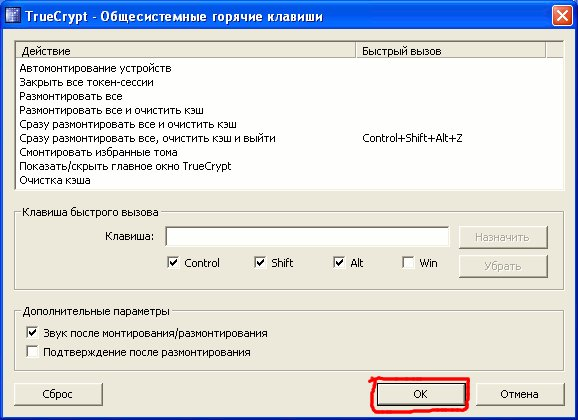 TrueCrypt - Общесистемные горячие клавиши
Действие Быстрый вызов
Автомонтирование устройств
Закрыть все токен-сессии
Размонтировать все
Размонтировать все и очистить кэш
Сразу размонтировать все и очистить кэш
Сразу размонтировать все, очистить кэш и выйти Control+Shift+Alt+Z
Смонтировать избранные тома
Показать/скрыть главное окно TrueCrypt
Очистка кэша
Клавиша быстрого вызова
Клавиша: Назначить
Control Shift Alt Win Убрать
Дополнительные параметры
Звук после монтирования/размонтирования
Подтверждение после размонтирования
Сброс OK Отмена